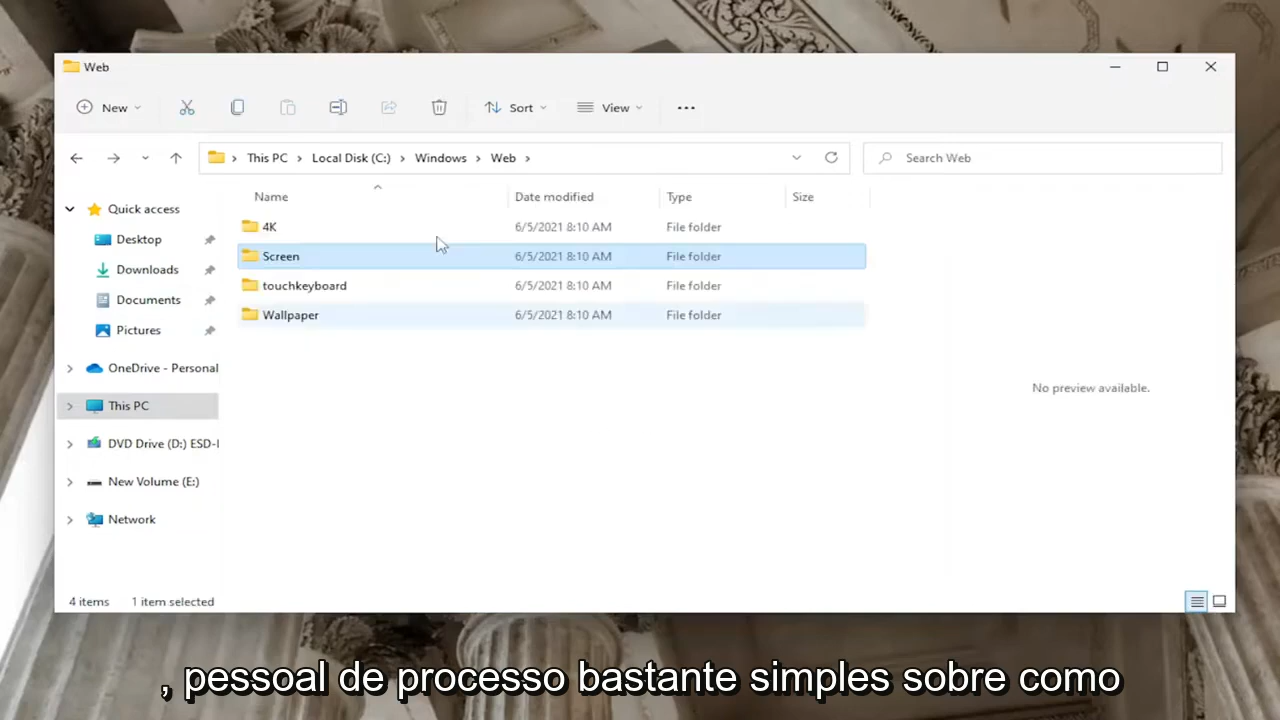 Web
New
Sort
View
This PC
Local Disk (C:)
Windows
Web
Search Web
Name
Date modified
Type
Size
Quick access
Desktop
Downloads
Documents
Pictures
OneDrive - Personal
This PC
DVD Drive (D:) ESD-I
New Volume (E:)
Network
4K 6/5/2021 8:10 AM File folder
Screen 6/5/2021 8:10 AM File folder
touchkeyboard 6/5/2021 8:10 AM File folder
Wallpaper 6/5/2021 8:10 AM File folder
No preview available.
4 items 1 item selected
, pessoal de processo bastante simples sobre como